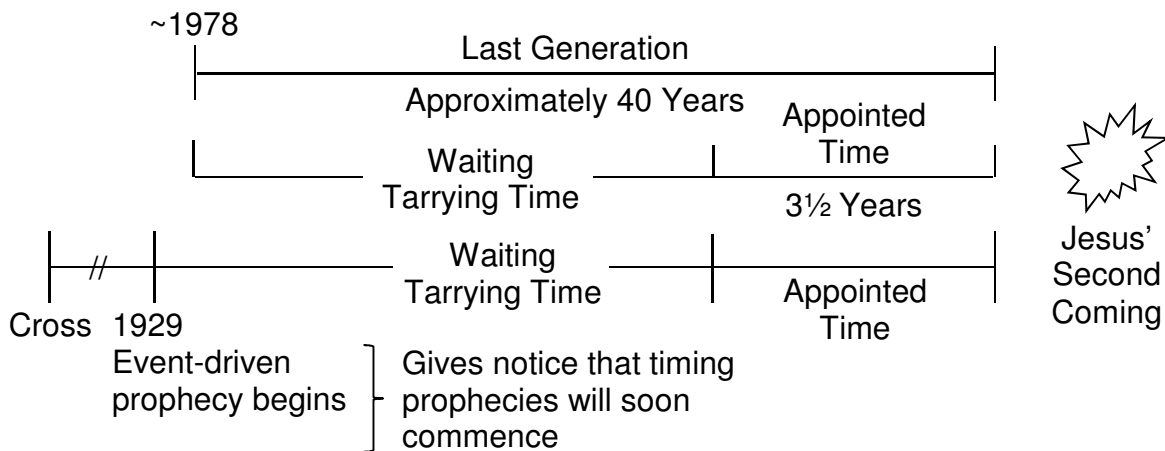 ~1978
Last Generation
Approximately 40 Years
Appointed
Time
Waiting
Tarrying Time
3½ Years
Waiting
Tarrying Time
Appointed
Time
Jesus’
Second
Coming
Cross
1929
Event-driven
prophecy begins
Gives notice that timing
prophecies will soon
commence